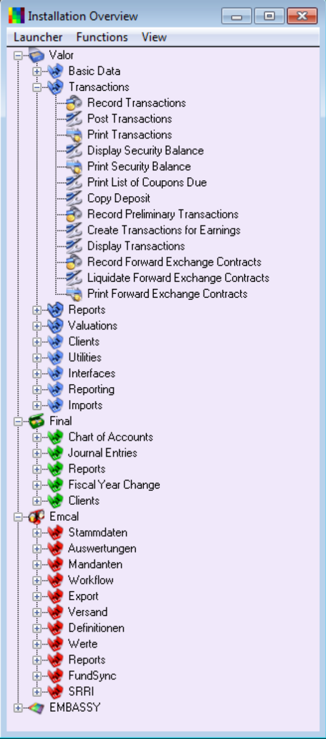 Installation Overview
Launcher Functions View
Valor
Basic Data
Transactions
Record Transactions
Post Transactions
Print Transactions
Display Security Balance
Print Security Balance
Print List of Coupons Due
Copy Deposit
Record Preliminary Transactions
Create Transactions for Earnings
Display Transactions
Record Forward Exchange Contracts
Liquidate Forward Exchange Contracts
Print Forward Exchange Contracts
Reports
Valuations
Clients
Utilities
Interfaces
Reporting
Imports
Final
Chart of Accounts
Journal Entries
Reports
Fiscal Year Change
Clients
Emcal
Stammdaten
Auswertungen
Mandanten
Workflow
Export
Versand
Definitionen
Werte
Reports
FundSync
SRRI
EMBASSY